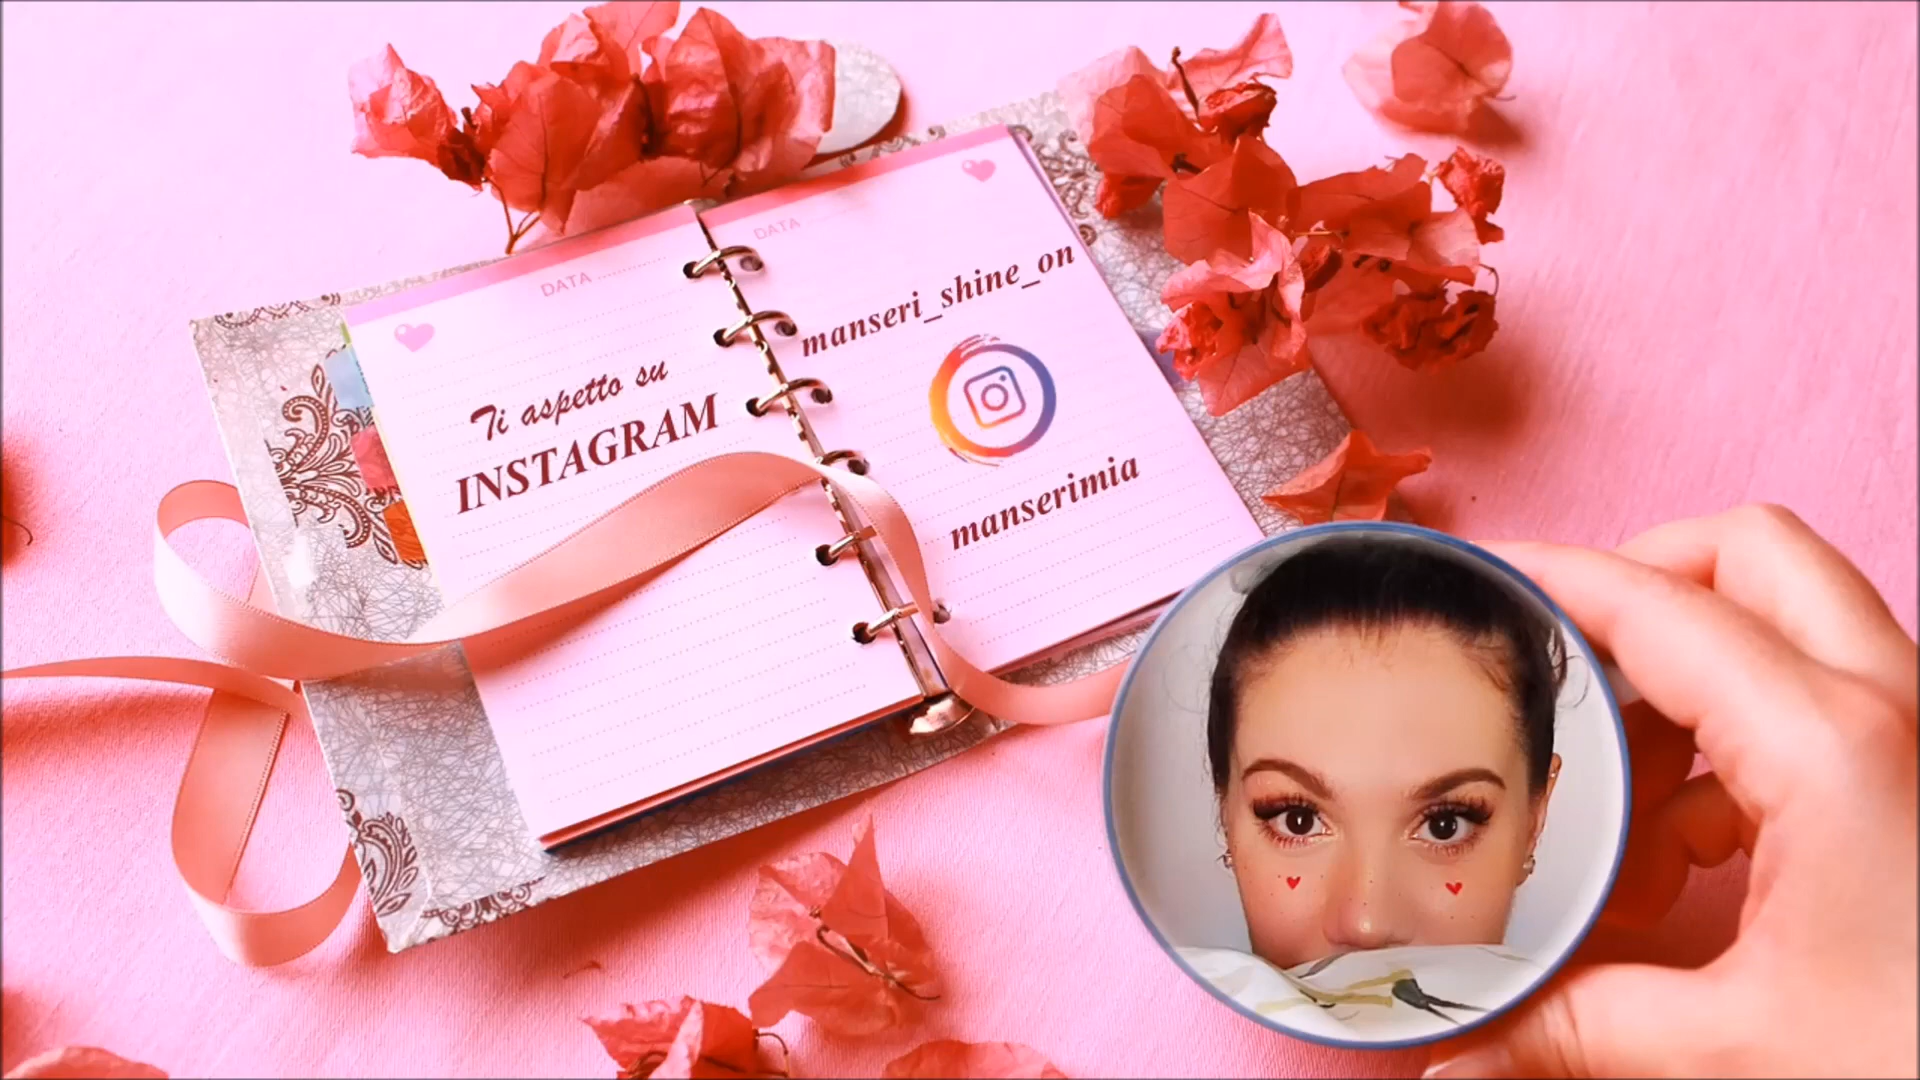 DATA
Ti aspetto su
INSTAGRAM
DATA
manseri_shine_on
manserimia